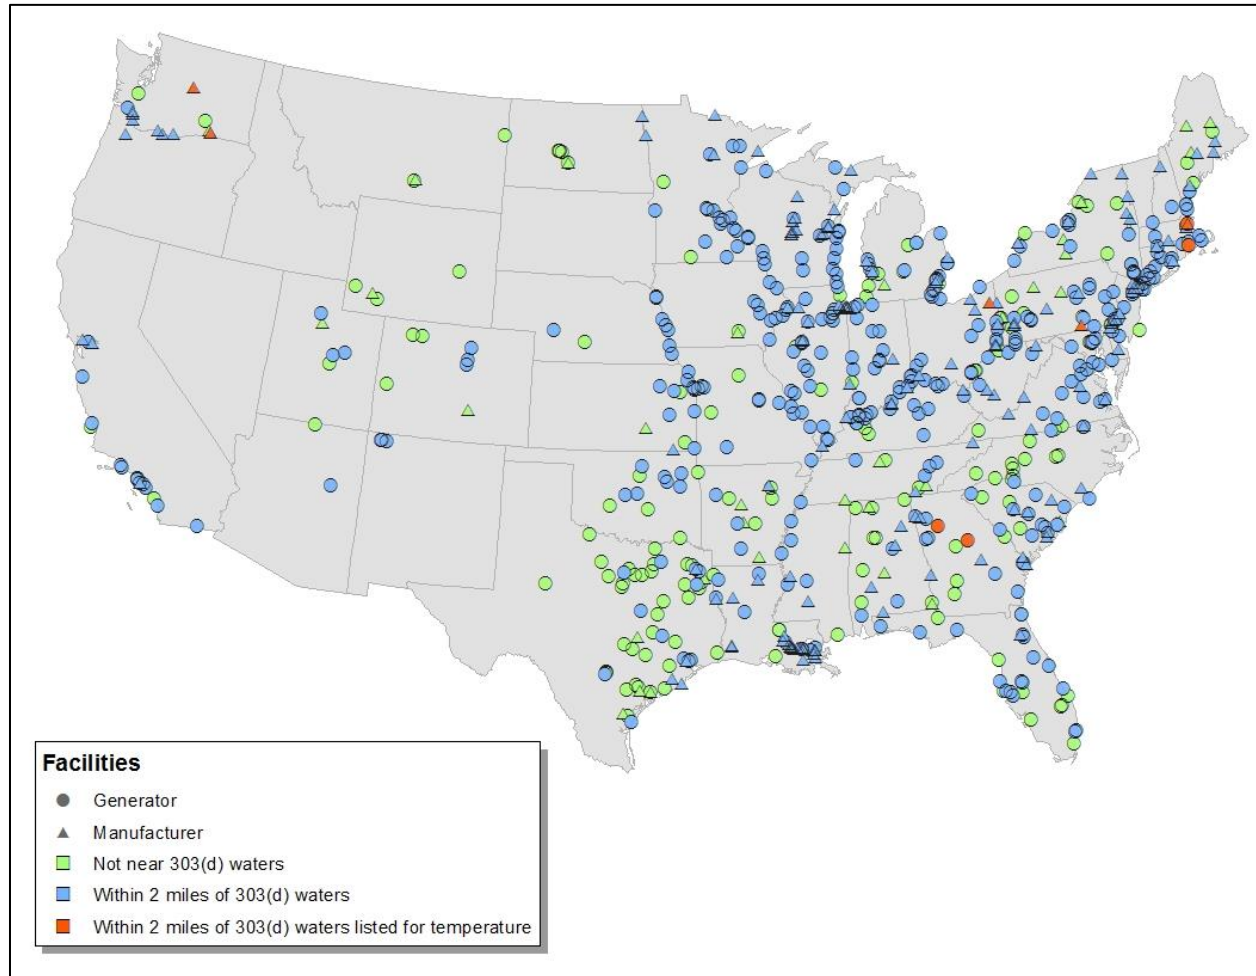 Facilities
Generator
Manufacturer
Not near 303(d) waters
Within 2 miles of 303(d) waters
Within 2 miles of 303(d) waters listed for temperature